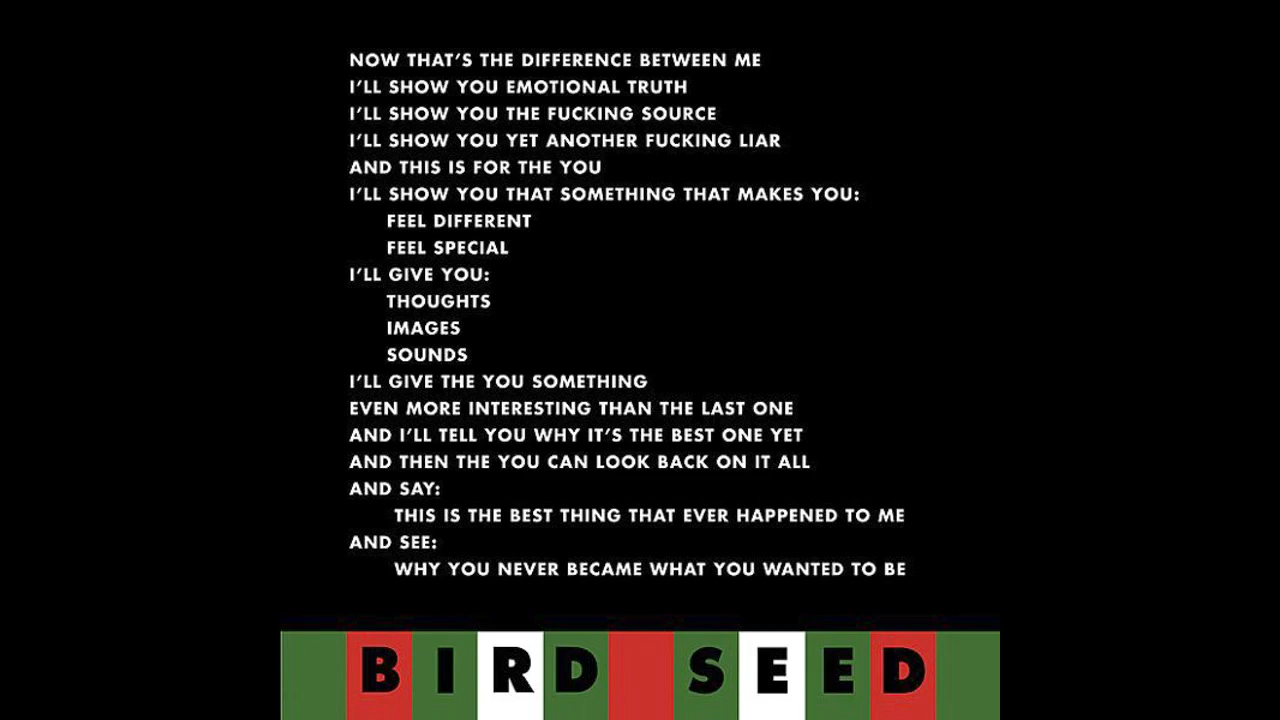 NOW THAT'S THE DIFFERENCE BETWEEN ME
I'LL SHOW YOU EMOTIONAL TRUTH
I'LL SHOW YOU THE FUCKING SOURCE
I'LL SHOW YOU YET ANOTHER FUCKING LIAR
AND THIS IS FOR THE YOU
I'LL SHOW YOU THAT SOMETHING THAT MAKES YOU:
FEEL DIFFERENT
FEEL SPECIAL
I'LL GIVE YOU:
THOUGHTS
IMAGES
SOUNDS
I'LL GIVE THE YOU SOMETHING
EVEN MORE INTERESTING THAN THE LAST ONE
AND I'LL TELL YOU WHY IT'S THE BEST ONE YET
AND THEN THE YOU CAN LOOK BACK ON IT ALL
AND SAY:
THIS IS THE BEST THING THAT EVER HAPPENED TO ME
AND SEE:
WHY YOU NEVER BECAME WHAT YOU WANTED TO BE
BIRD SEED